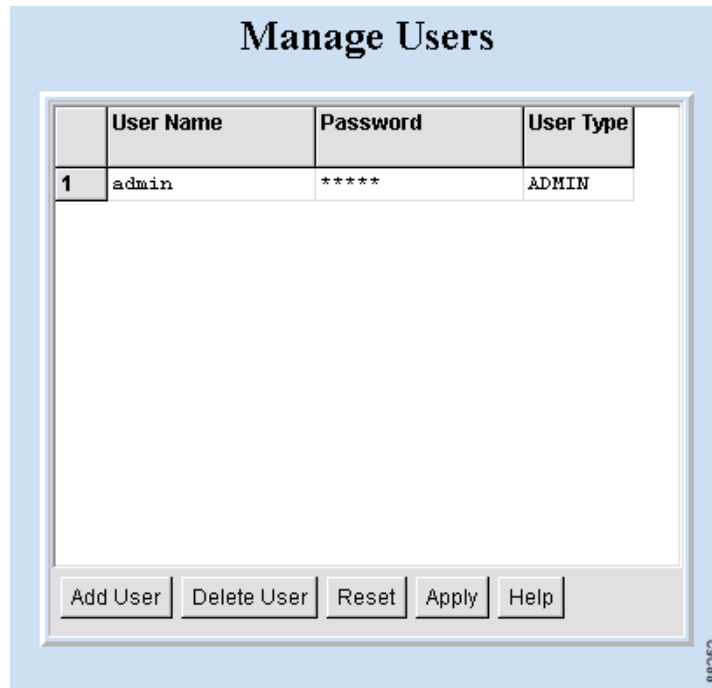 Manage Users
User Name Password User Type
1 admin ***** ADMIN
Add User Delete User Reset Apply Help